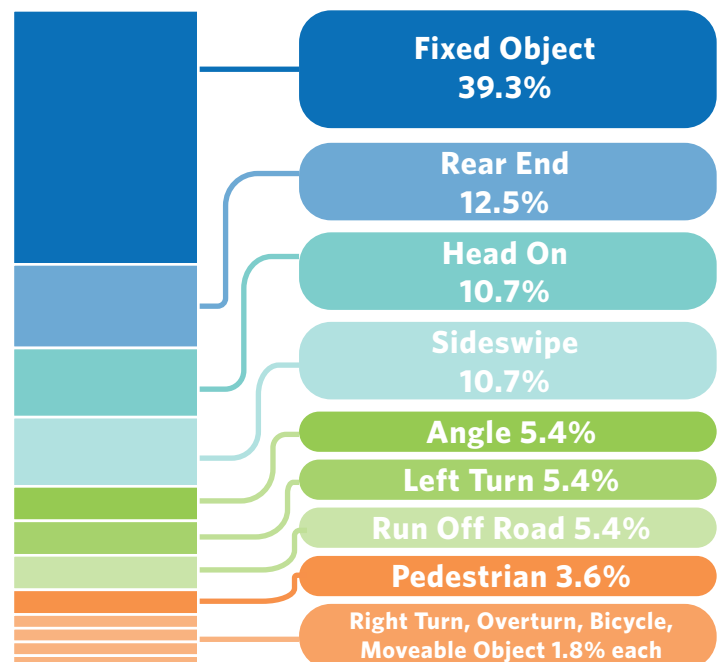 Fixed Object
39.3%
Rear End
12.5%
Head On
10.7%
Sideswipe
10.7%
Angle 5.4%
Left Turn 5.4%
Run Off Road 5.4%
Pedestrian 3.6%
Right Turn, Overturn, Bicycle,
Moveable Object 1.8% each